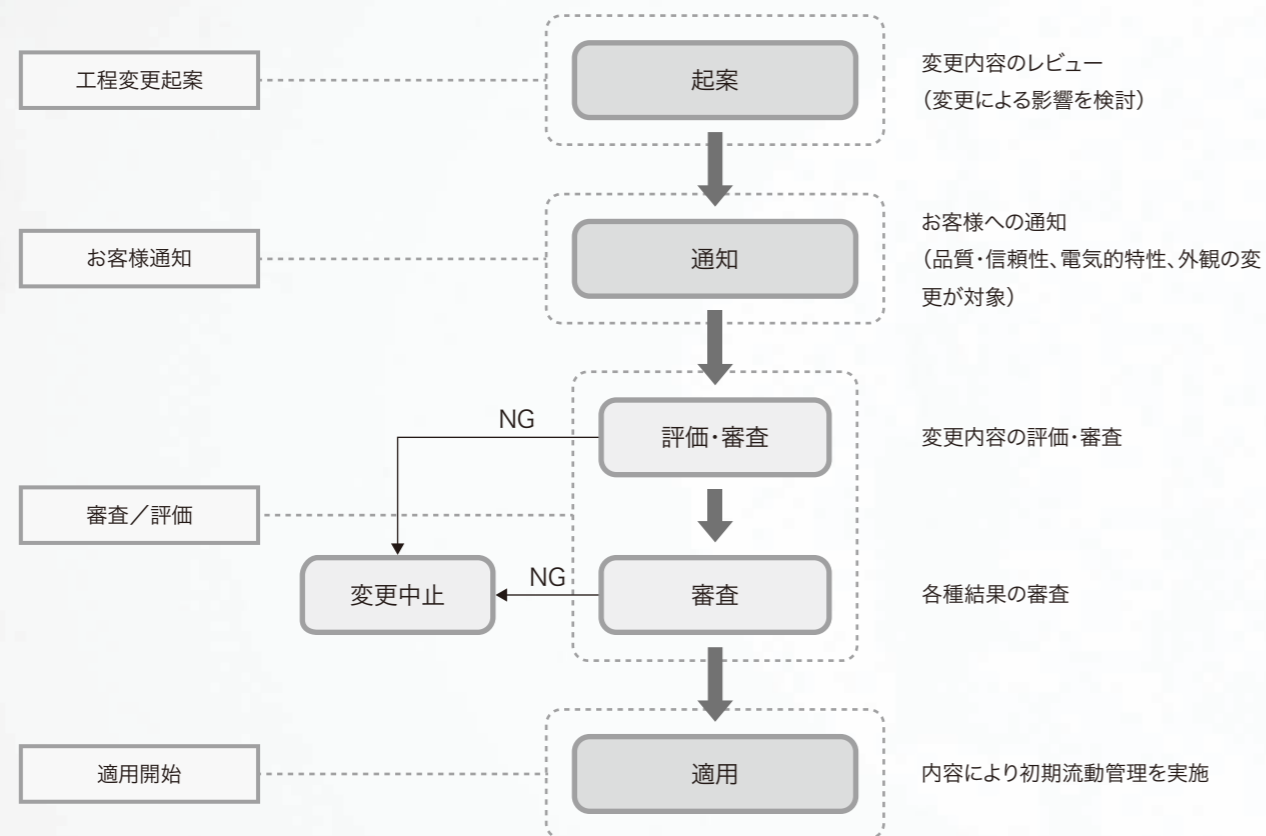 工程変更起案
起案
変更内容のレビュー
（変更による影響を検討）
お客様通知
通知
お客様への通知
（品質・信頼性、電気的特性、外観の変
更が対象）
NG
評価・審査
変更内容の評価・審査
審査／評価
変更中止
NG
審査
各種結果の審査
適用開始
適用
内容により初期流動管理を実施